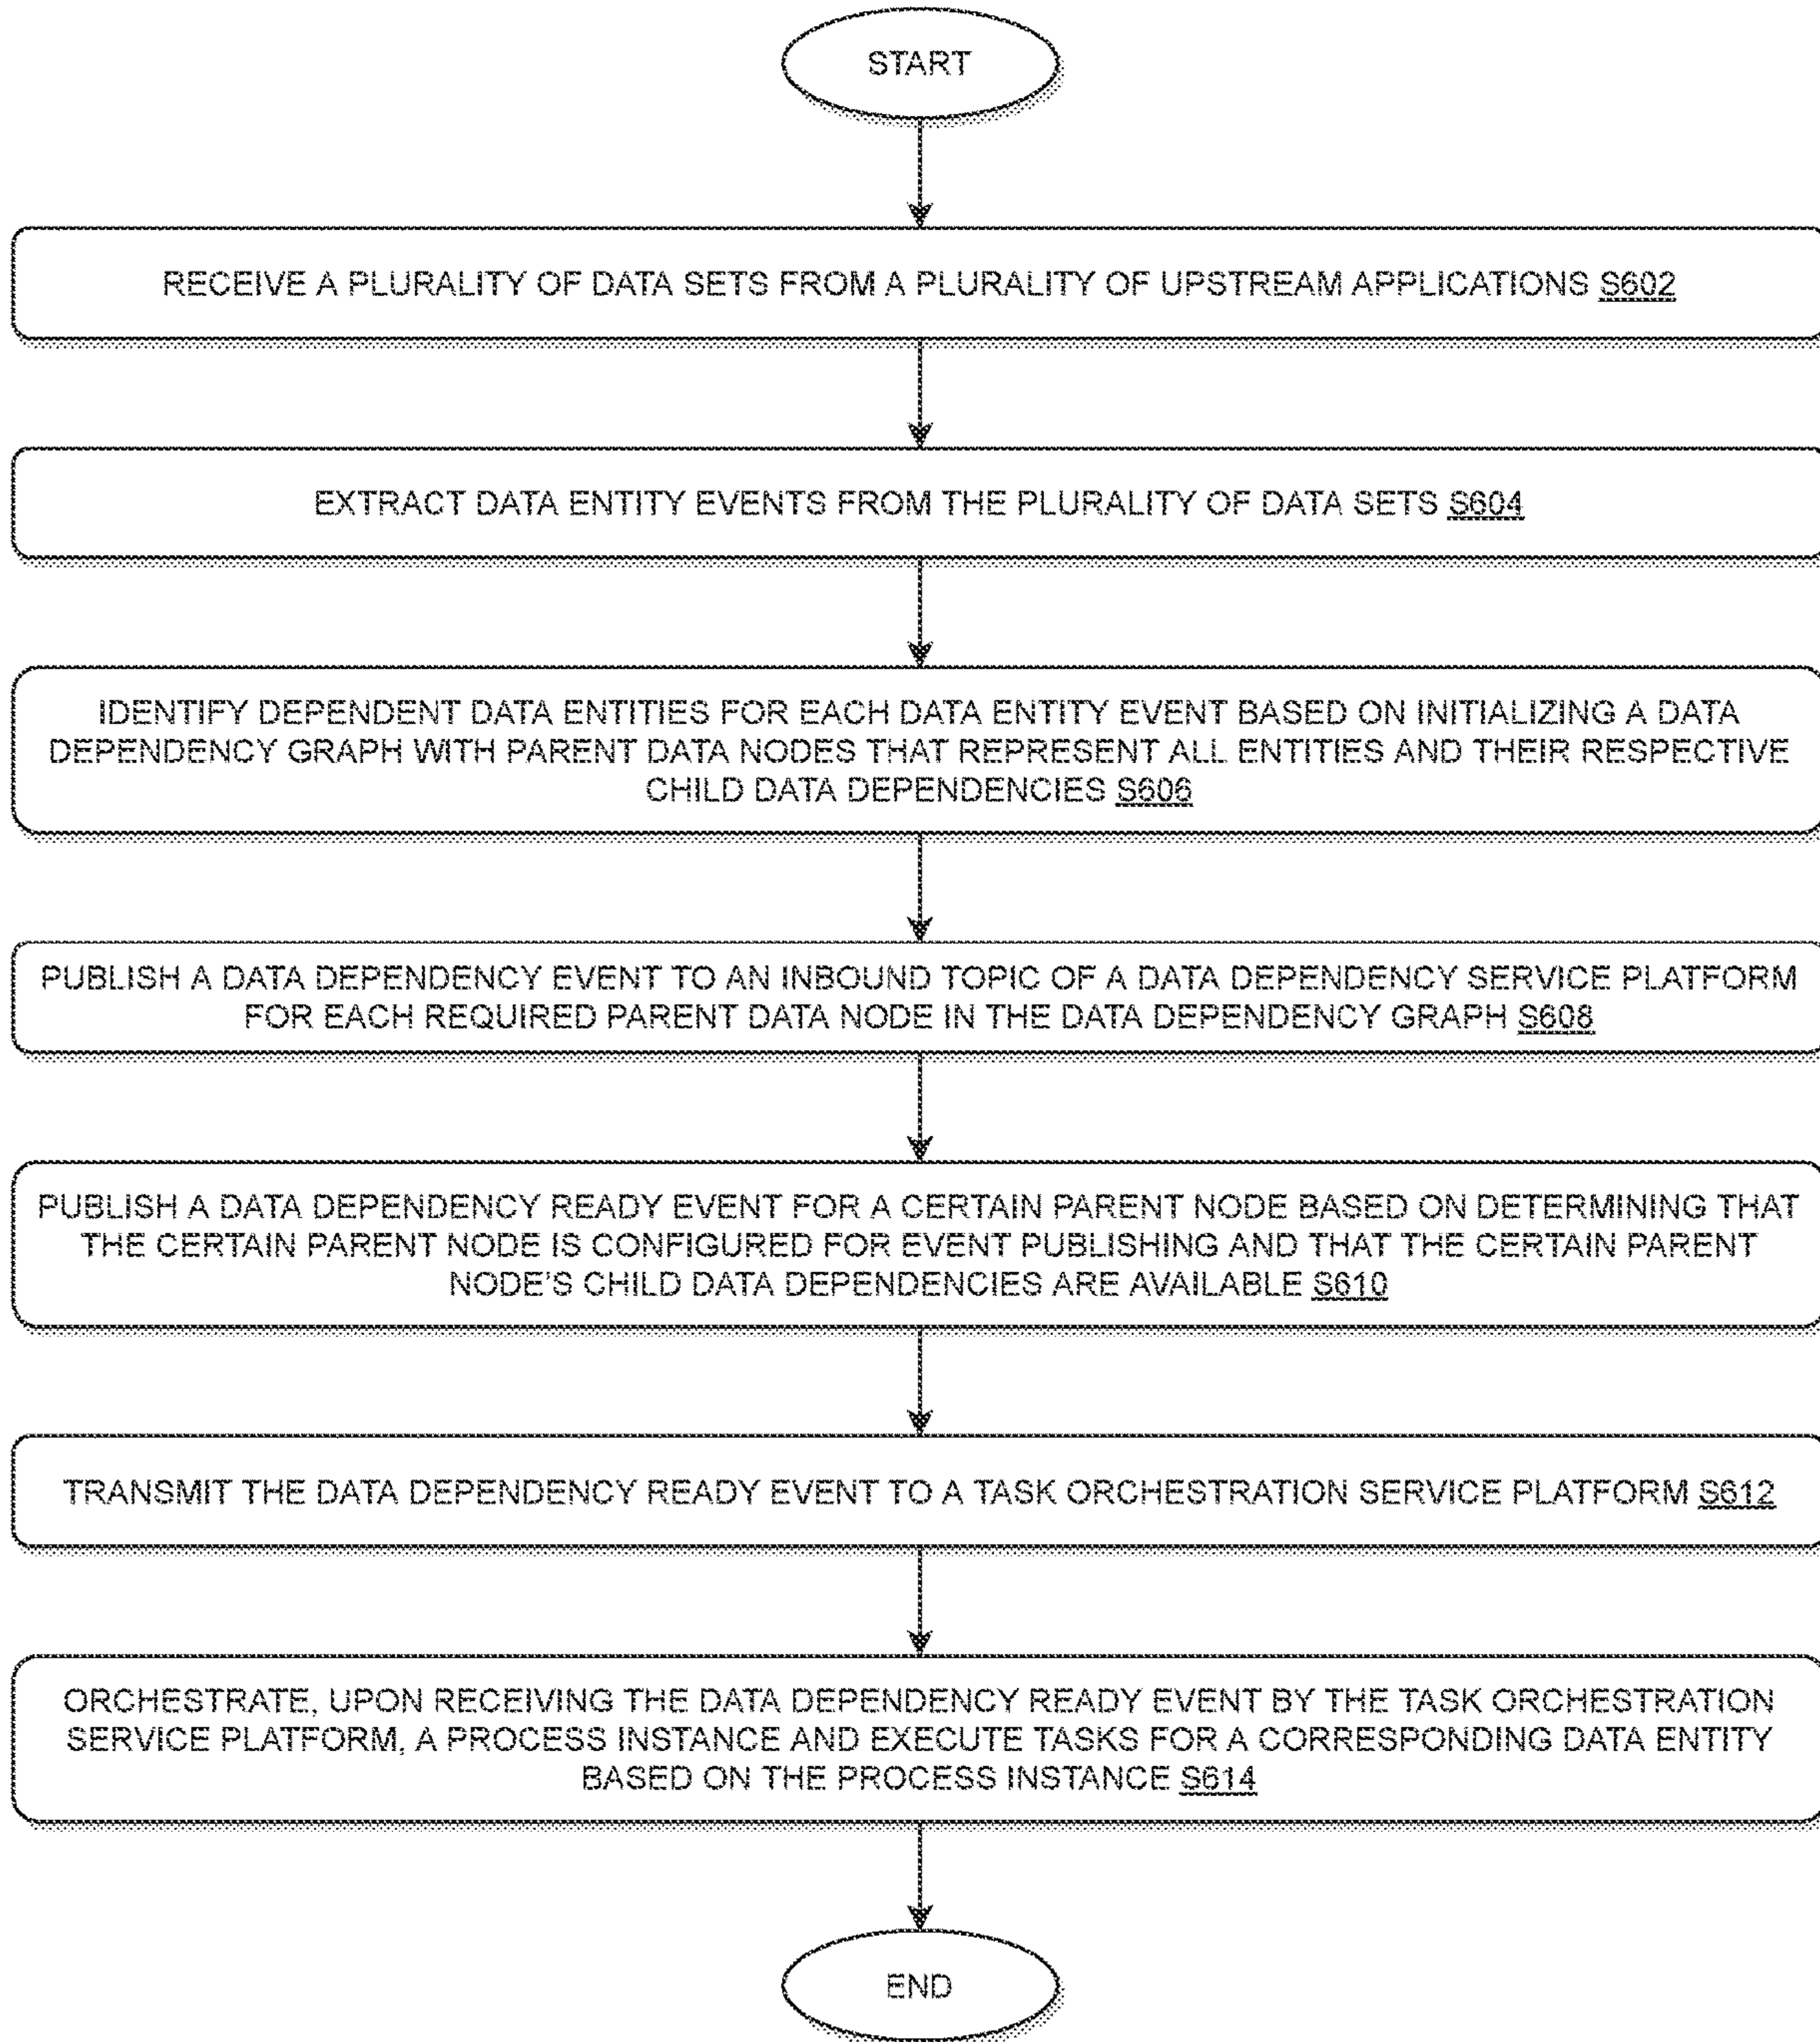 START
RECEIVE A PLURALITY OF DATA SETS FROM A PLURALITY OF UPSTREAM APPLICATIONS S602
EXTRACT DATA ENTITY EVENTS FROM THE PLURALITY OF DATA SETS S604
IDENTIFY DEPENDENT DATA ENTITIES FOR EACH DATA ENTITY EVENT BASED ON INITIALIZING A DATA
DEPENDENCY GRAPH WITH PARENT DATA NODES THAT REPRESENT ALL ENTITIES AND THEIR RESPECTIVE
CHILD DATA DEPENDENCIES S606
PUBLISH A DATA DEPENDENCY EVENT TO AN INBOUND TOPIC OF A DATA DEPENDENCY SERVICE PLATFORM
FOR EACH REQUIRED PARENT DATA NODE IN THE DATA DEPENDENCY GRAPH S608
PUBLISH A DATA DEPENDENCY READY EVENT FOR A CERTAIN PARENT NODE BASED ON DETERMINING THAT
THE CERTAIN PARENT NODE IS CONFIGURED FOR EVENT PUBLISHING AND THAT THE CERTAIN PARENT
NODE'S CHILD DATA DEPENDENCIES ARE AVAILABLE S610
TRANSMIT THE DATA DEPENDENCY READY EVENT TO A TASK ORCHESTRATION SERVICE PLATFORM S612
ORCHESTRATE, UPON RECEIVING THE DATA DEPENDENCY READY EVENT BY THE TASK ORCHESTRATION
SERVICE PLATFORM, A PROCESS INSTANCE AND EXECUTE TASKS FOR A CORRESPONDING DATA ENTITY
BASED ON THE PROCESS INSTANCE S614
END